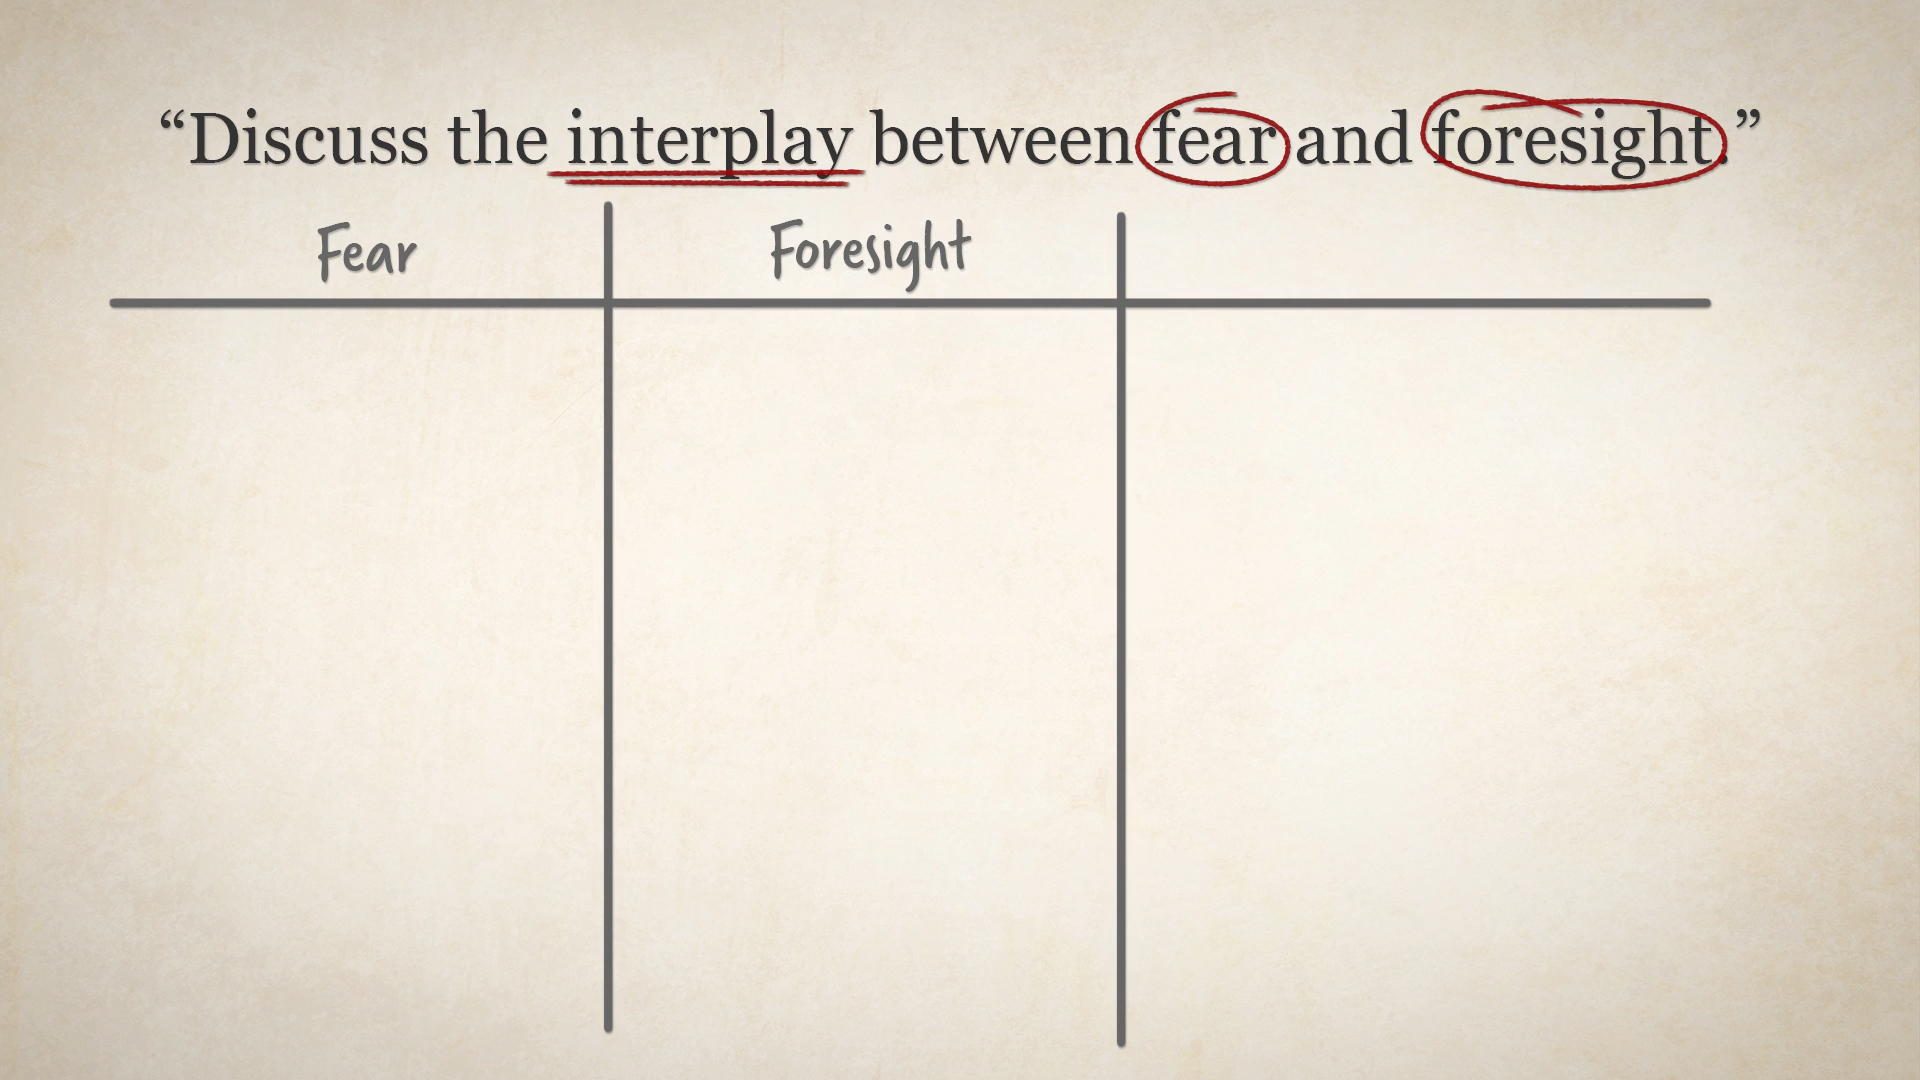 “Discuss the interplay between fear and foresight.”
Fear
Foresight